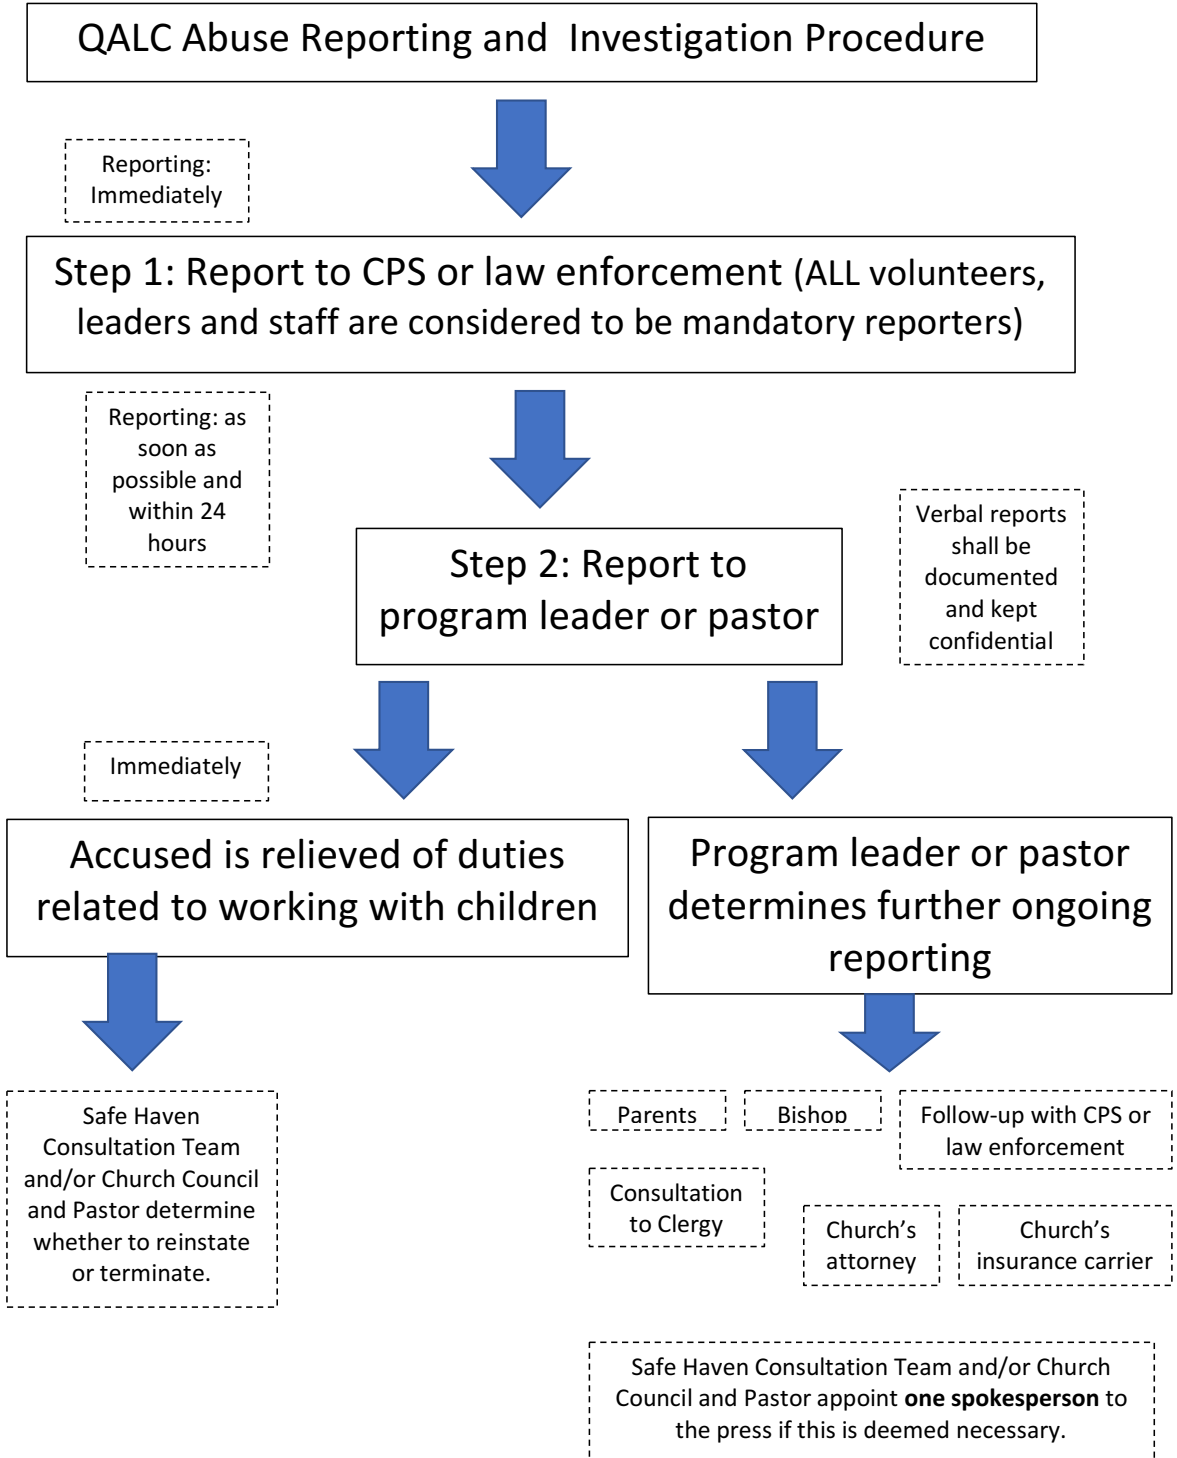 QALC Abuse Reporting and Investigation Procedure
Reporting:
Immediately
Step 1: Report to CPS or law enforcement (ALL volunteers,
leaders and staff are considered to be mandatory reporters)
Reporting: as
soon as
possible and
within 24
hours
Verbal reports
shall be
documented
and kept
confidential
Step 2: Report to
program leader or pastor
Immediately
Accused is relieved of duties
related to working with children
Program leader or pastor
determines further ongoing
reporting
Safe Haven
Consultation Team
and/or Church Council
and Pastor determine
whether to reinstate
or terminate.
Parents
Bishop
Follow-up with CPS or
law enforcement
Consultation
to Clergy
Church’s
attorney
Church’s
insurance carrier
Safe Haven Consultation Team and/or Church
Council and Pastor appoint one spokesperson to
the press if this is deemed necessary.